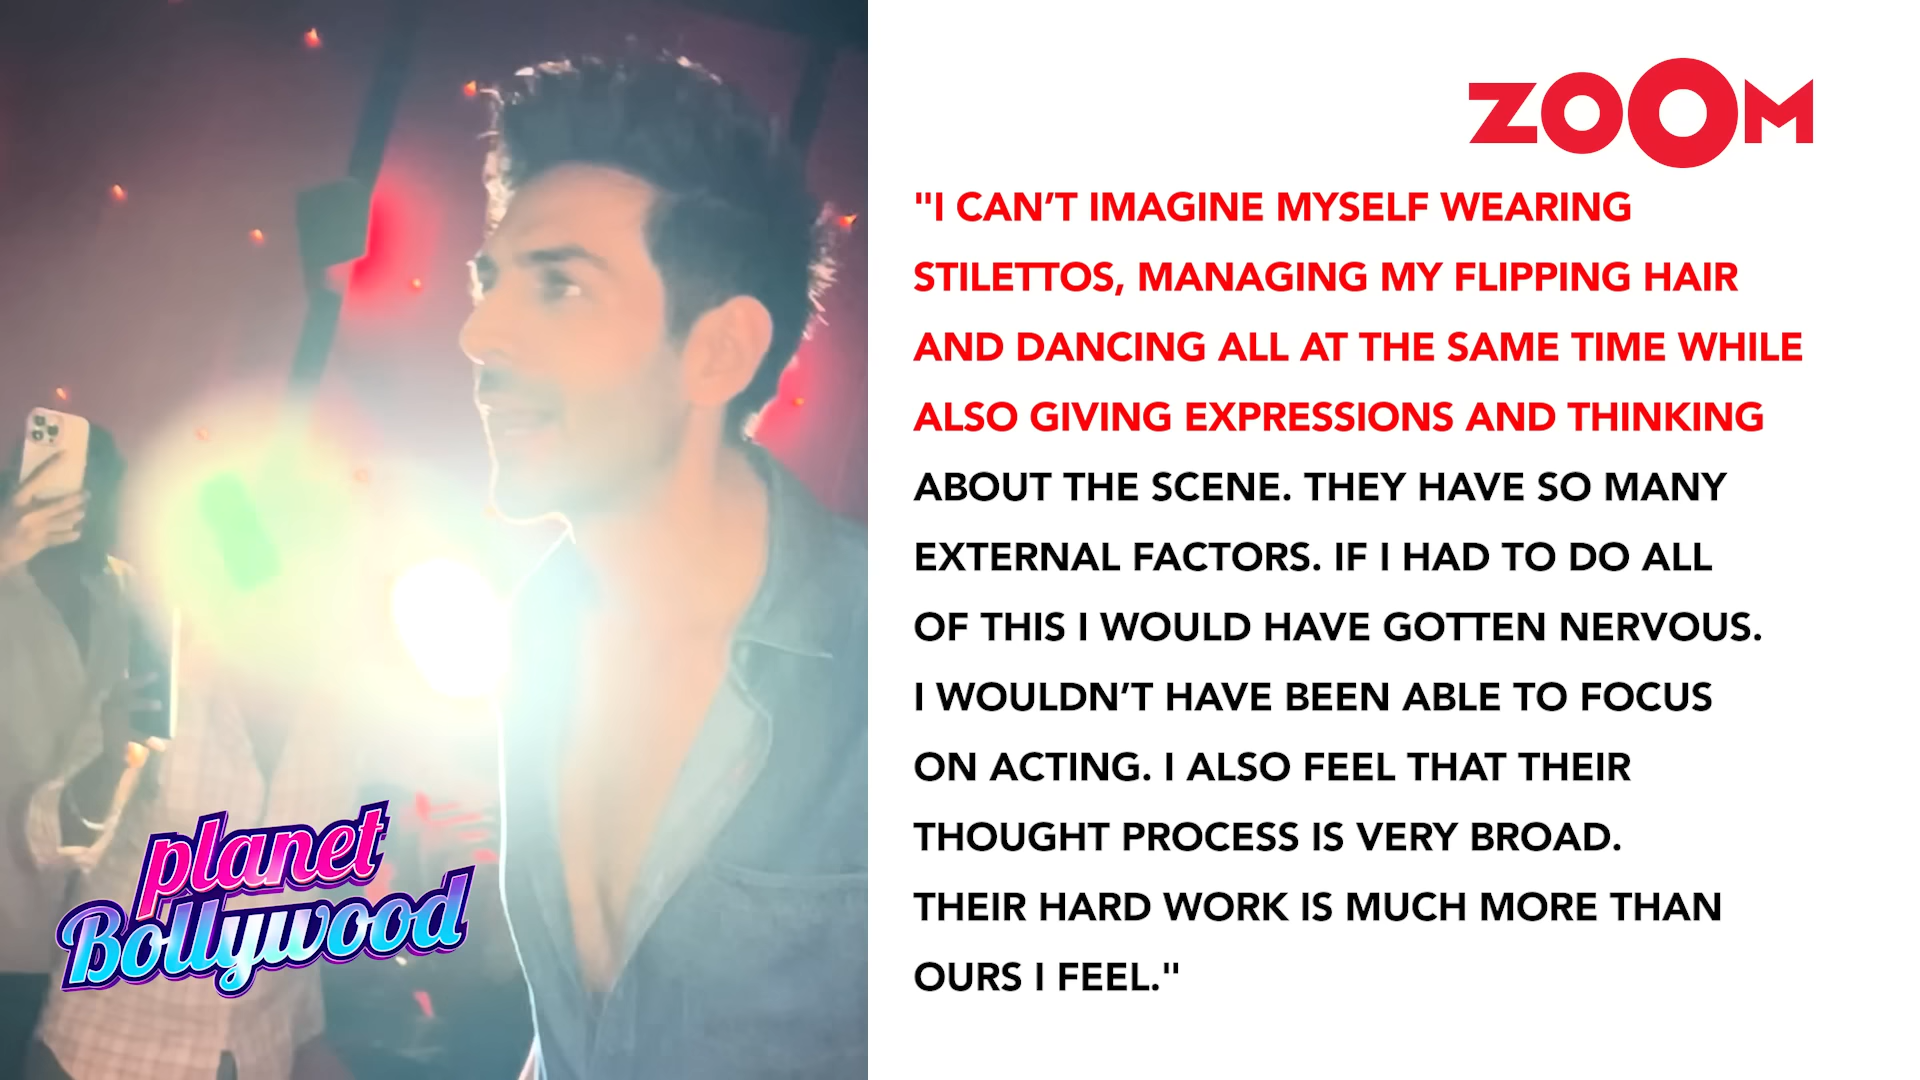 ZOOM
"I CAN’T IMAGINE MYSELF WEARING
STILETTOS, MANAGING MY FLIPPING HAIR
AND DANCING ALL AT THE SAME TIME WHILE
ALSO GIVING EXPRESSIONS AND THINKING
ABOUT THE SCENE. THEY HAVE SO MANY
EXTERNAL FACTORS. IF I HAD TO DO ALL
OF THIS I WOULD HAVE GOTTEN NERVOUS.
I WOULDN’T HAVE BEEN ABLE TO FOCUS
ON ACTING. I ALSO FEEL THAT THEIR
THOUGHT PROCESS IS VERY BROAD.
THEIR HARD WORK IS MUCH MORE THAN
OURS I FEEL."
planet
Bollywood